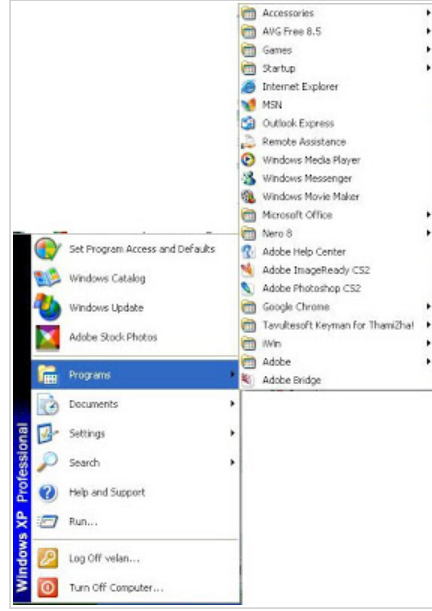 Accessories
AVG Free 8.5
Games
Startup
Internet Explorer
MSN
Outlook Express
Remote Assistance
Windows Media Player
Windows Messenger
Windows Movie Maker
Microsoft Office
Nero 8
Adobe Help Center
Adobe ImageReady CS2
Adobe Photoshop CS2
Google Chrome
Tavultesoft Keyman for ThamiZha!
iWin
Adobe
Adobe Bridge
Set Program Access and Defaults
Windows Catalog
Windows Update
Adobe Stock Photos
Programs
Documents
Settings
Search
Help and Support
Run...
Log Off velan...
Turn Off Computer...
Windows XP Professional